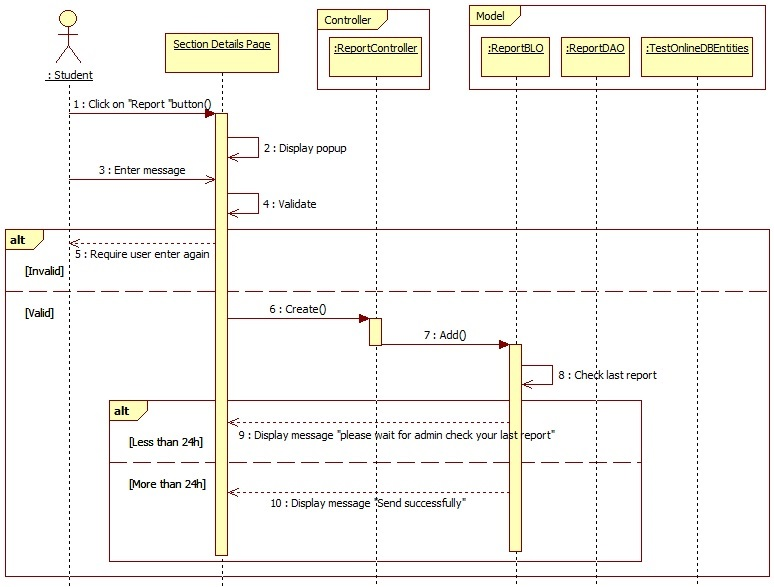 Controller
Model
Section Details Page
:ReportController
:ReportBLO
:ReportDAO
:TestOnlineDBEntities
: Student
1 : Click on "Report "button()
2 : Display popup
3 : Enter message
4 : Validate
alt
5 : Require user enter again
[Invalid]
[Valid]
6 : Create()
7 : Add()
8 : Check last report
alt
9 : Display message "please wait for admin check your last report"
[Less than 24h]
[More than 24h]
10 : Display message "Send successfully"